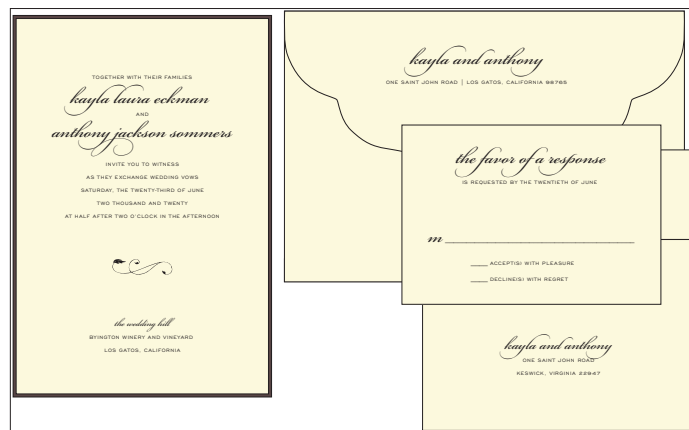 TOGETHER WITH THEIR FAMILIES
kayla laura eckman
AND
anthony jackson sommers
INVITE YOU TO WITNESS
AS THEY EXCHANGE WEDDING VOWS
SATURDAY, THE TWENTY-THIRD OF JUNE
TWO THOUSAND AND TWENTY
AT HALF AFTER TWO O'CLOCK IN THE AFTERNOON
the wedding hill
BYINGTON WINERY AND VINEYARD
LOS GATOS, CALIFORNIA
kayla and anthony
ONE SAINT JOHN ROAD | LOS GATOS, CALIFORNIA 98765
the favor of a response
IS REQUESTED BY THE TWENTIETH OF JUNE
m
ACCEPT(S) WITH PLEASURE
DECLINE(S) WITH REGRET
kayla and anthony
ONE SAINT JOHN ROAD
KESWICK, VIRGINIA 22947